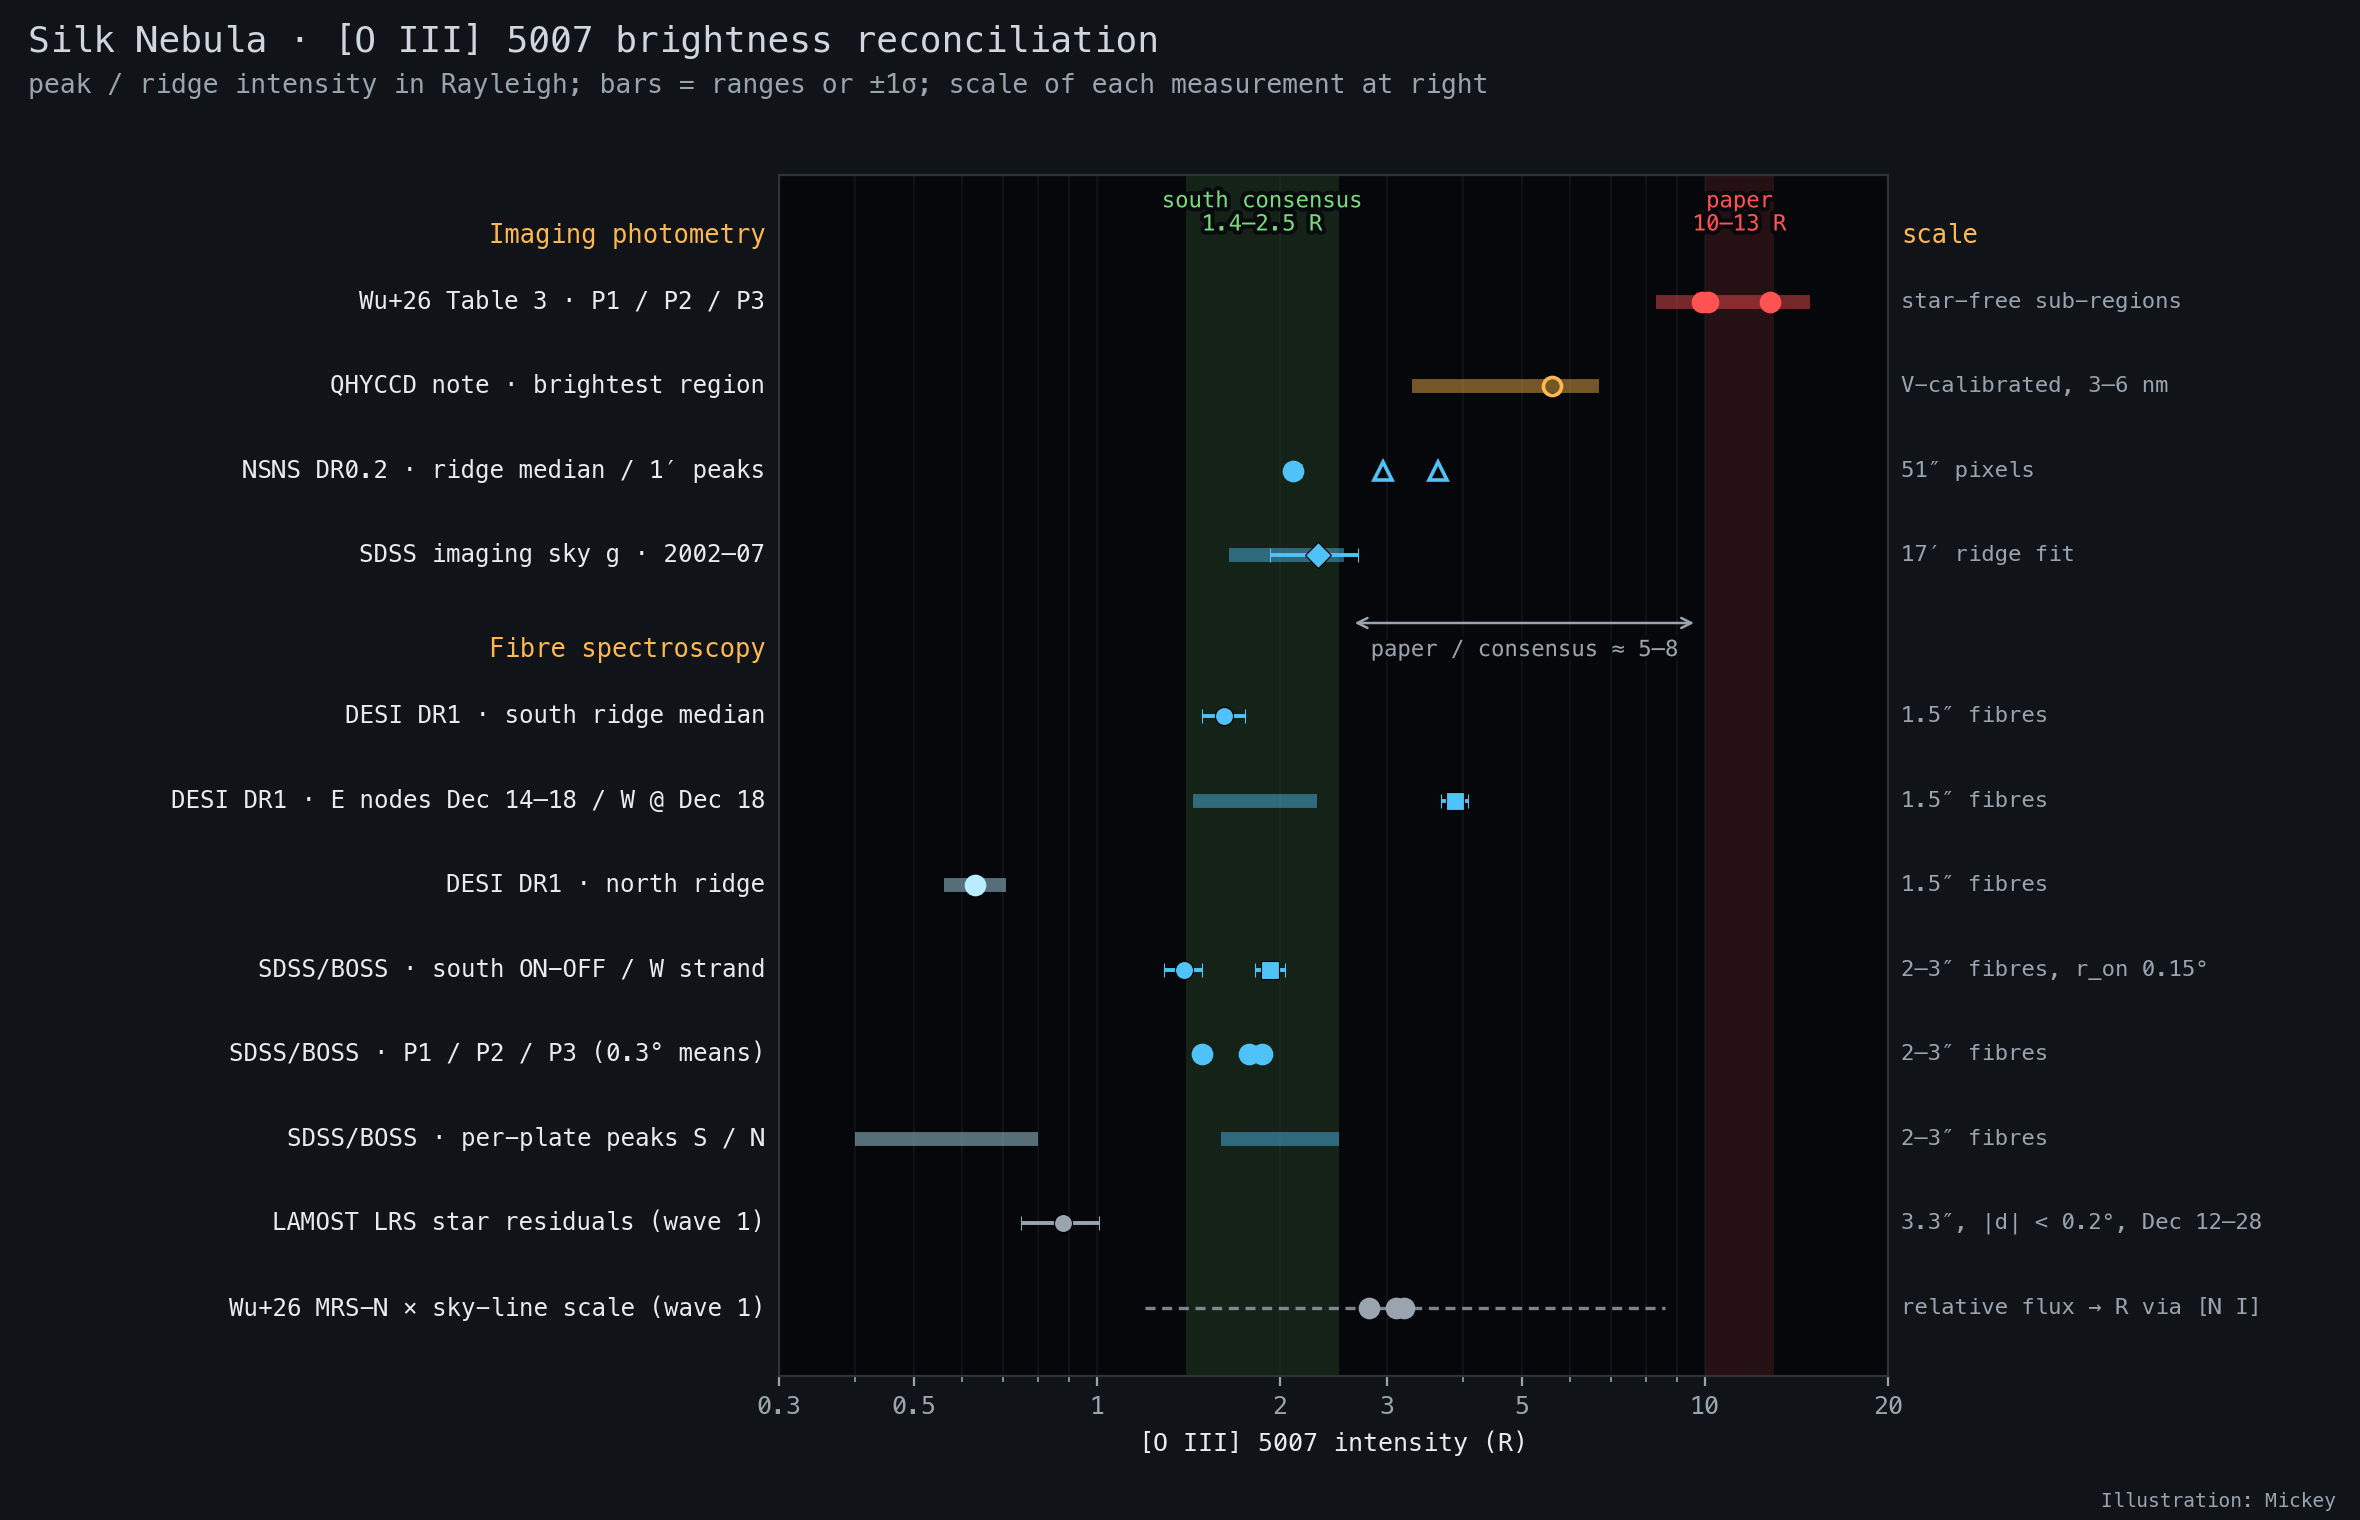 Silk Nebula · [O III] 5007 brightness reconciliation
peak / ridge intensity in Rayleigh; bars = ranges or ±1σ; scale of each measurement at right
south consensus
1.4–2.5 R
paper
10–13 R
Imaging photometry
scale
Wu+26 Table 3 · P1 / P2 / P3
star−free sub−regions
QHYCCD note · brightest region
V−calibrated, 3–6 nm
NSNS DR0.2 · ridge median / 1′ peaks
51″ pixels
SDSS imaging sky g · 2002–07
17′ ridge fit
Fibre spectroscopy
paper / consensus ≈ 5–8
DESI DR1 · south ridge median
1.5″ fibres
DESI DR1 · E nodes Dec 14–18 / W @ Dec 18
1.5″ fibres
DESI DR1 · north ridge
1.5″ fibres
SDSS/BOSS · south ON−OFF / W strand
2–3″ fibres, r_on 0.15°
SDSS/BOSS · P1 / P2 / P3 (0.3° means)
2–3″ fibres
SDSS/BOSS · per−plate peaks S / N
2–3″ fibres
LAMOST LRS star residuals (wave 1)
3.3″, |d| < 0.2°, Dec 12–28
Wu+26 MRS−N × sky−line scale (wave 1)
relative flux → R via [N I]
0.3 0.5 1 2 3 5 10 20
[O III] 5007 intensity (R)
Illustration: Mickey